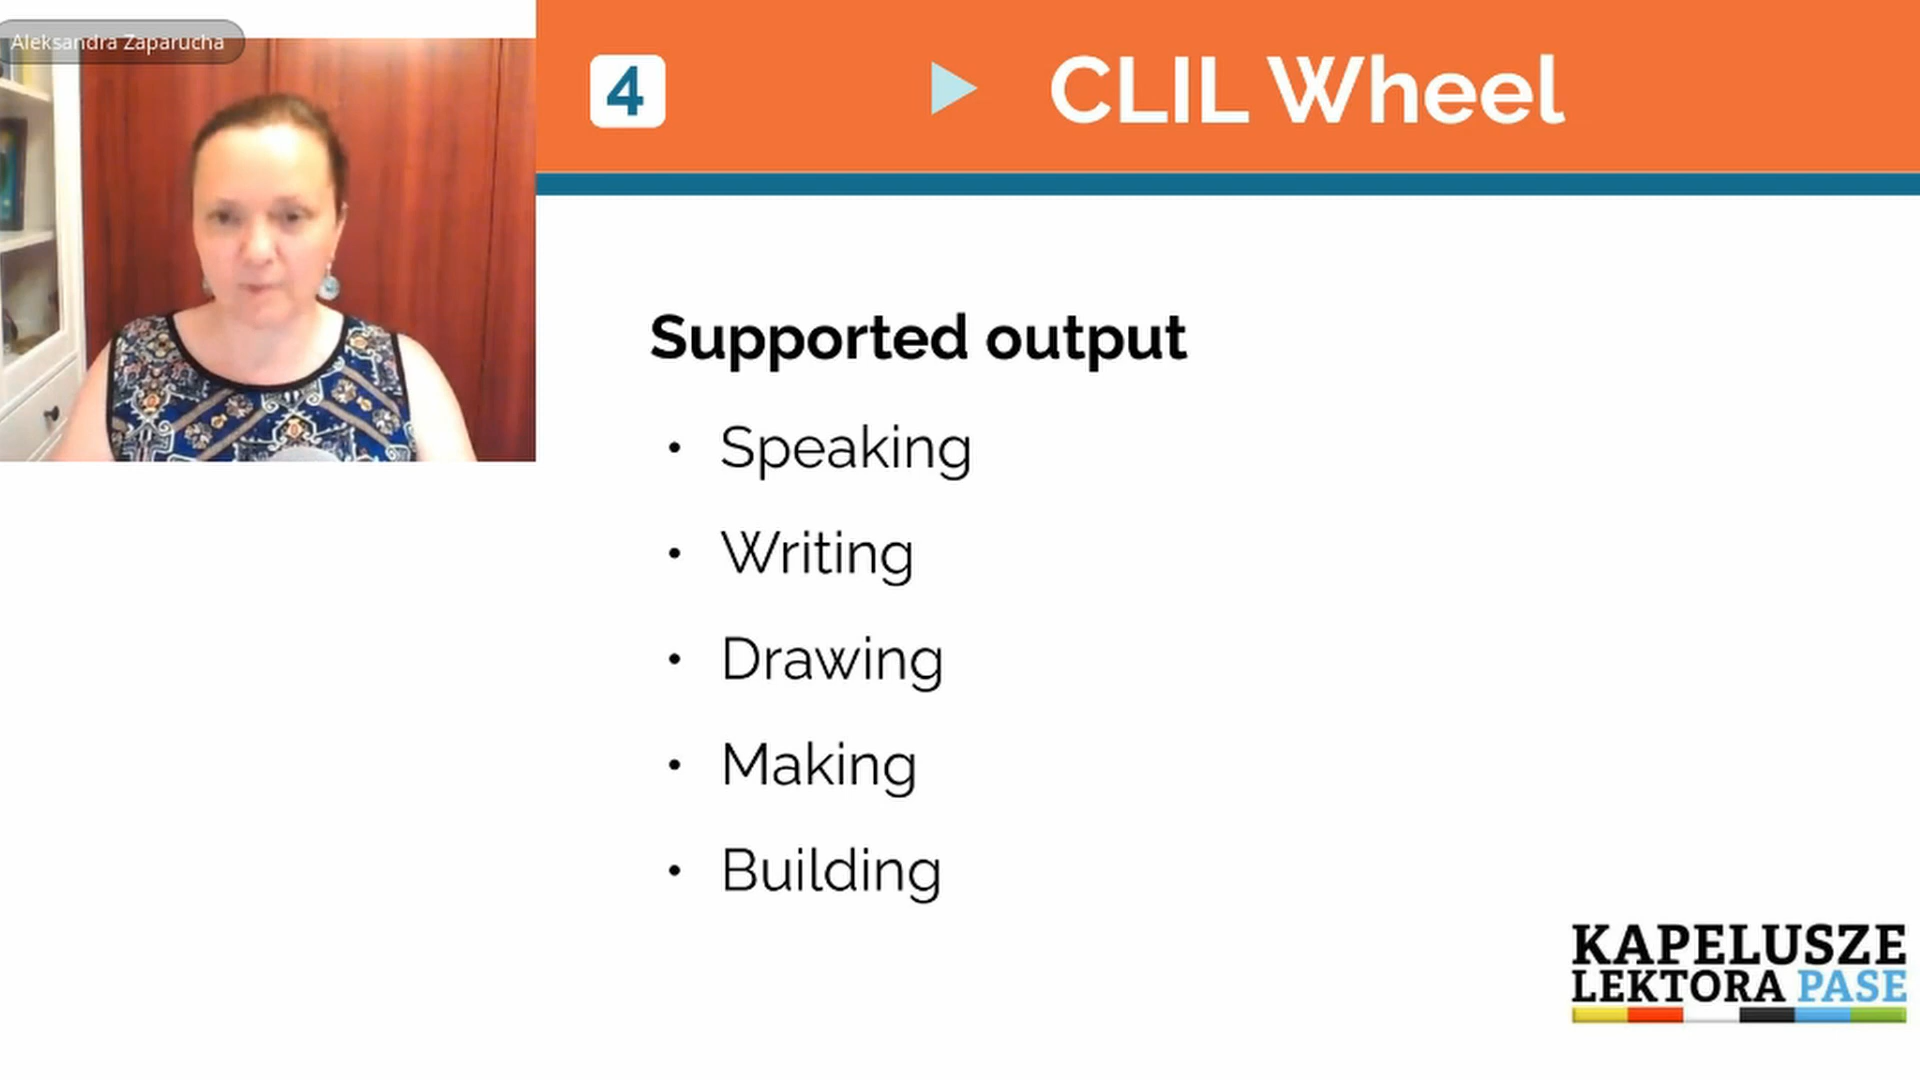 Aleksandra Zaparucha
4
CLIL Wheel
Supported output
• Speaking
• Writing
• Drawing
• Making
• Building
KAPELUSZE
LEKTORA PASE